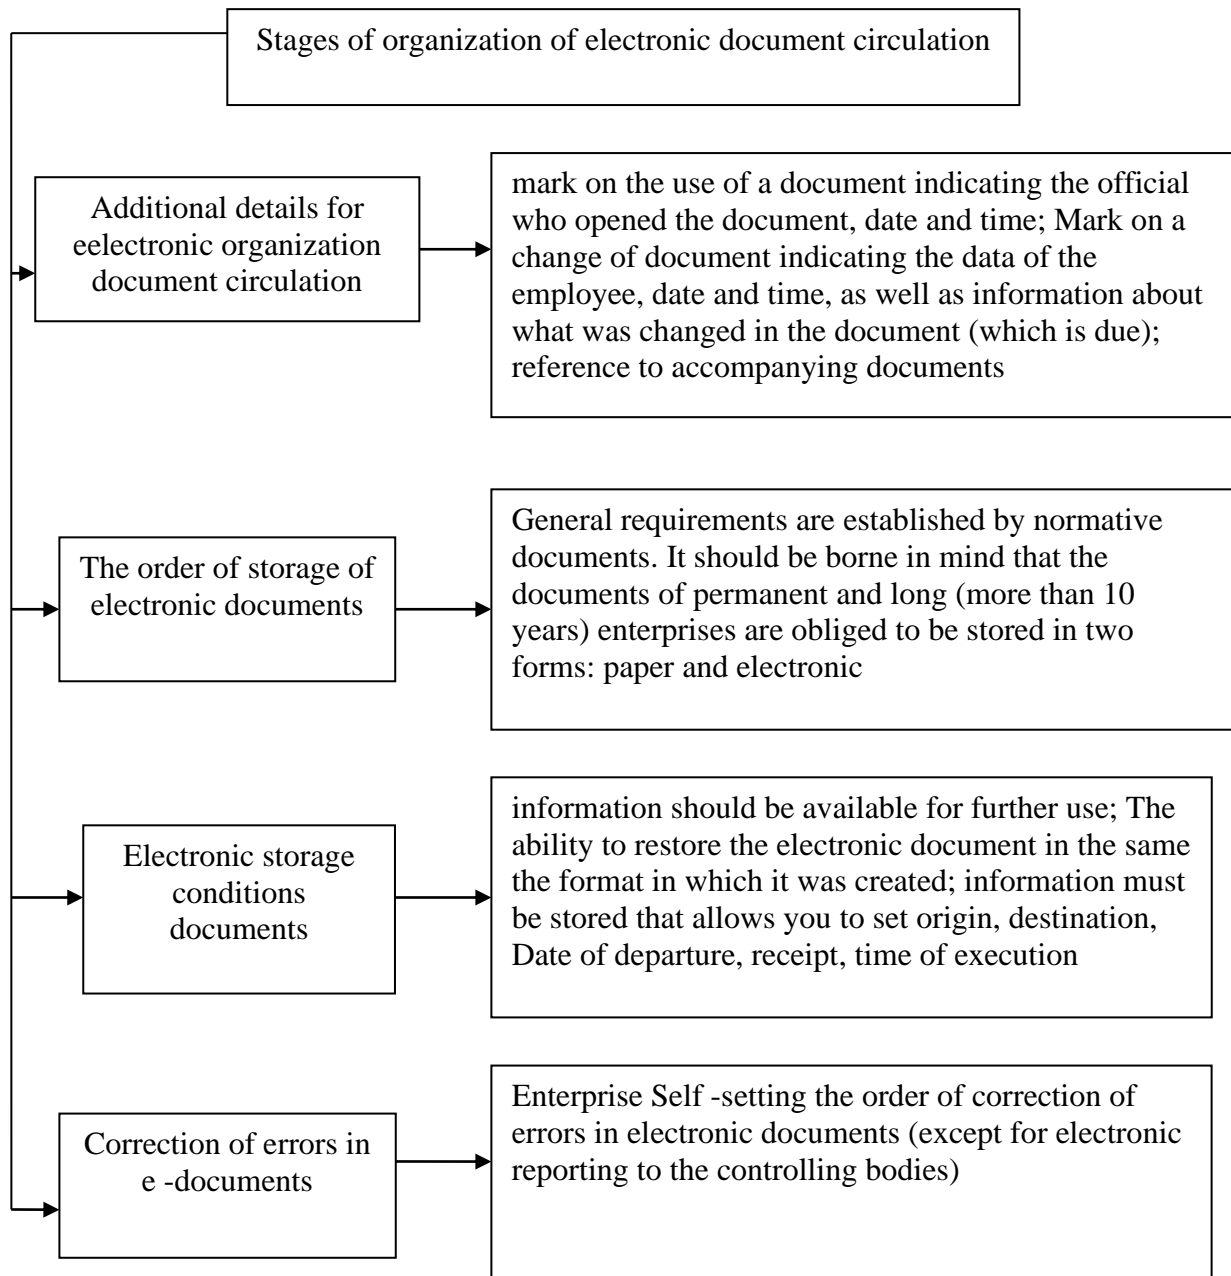 Stages of organization of electronic document circulation
Additional details for
eelectronic organization
document circulation
mark on the use of a document indicating the official
who opened the document, date and time; Mark on a
change of document indicating the data of the
employee, date and time, as well as information about
what was changed in the document (which is due);
reference to accompanying documents
The order of storage of
electronic documents
General requirements are established by normative
documents. It should be borne in mind that the
documents of permanent and long (more than 10
years) enterprises are obliged to be stored in two
forms: paper and electronic
Electronic storage
conditions
documents
information should be available for further use; The
ability to restore the electronic document in the same
the format in which it was created; information must
be stored that allows you to set origin, destination,
Date of departure, receipt, time of execution
Correction of errors in
e -documents
Enterprise Self -setting the order of correction of
errors in electronic documents (except for electronic
reporting to the controlling bodies)